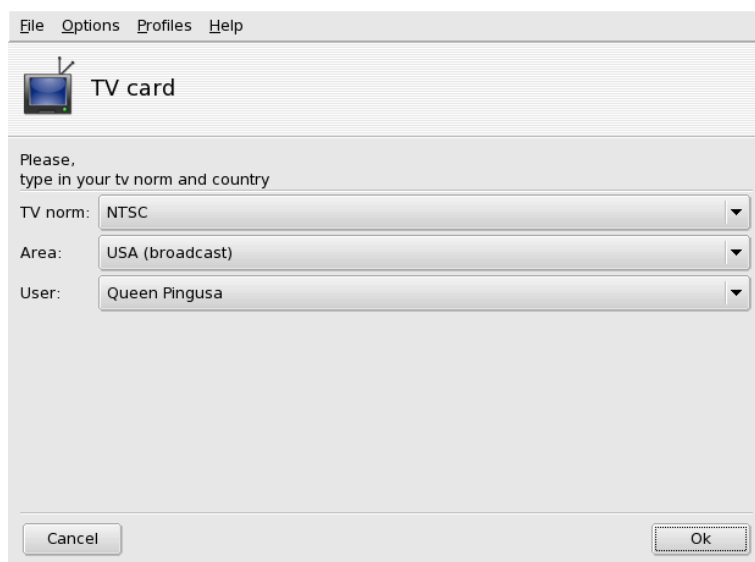 File Options Profiles Help
TV card
Please,
type in your tv norm and country
TV norm: NTSC
Area: USA (broadcast)
User: Queen Pingusa
Cancel Ok